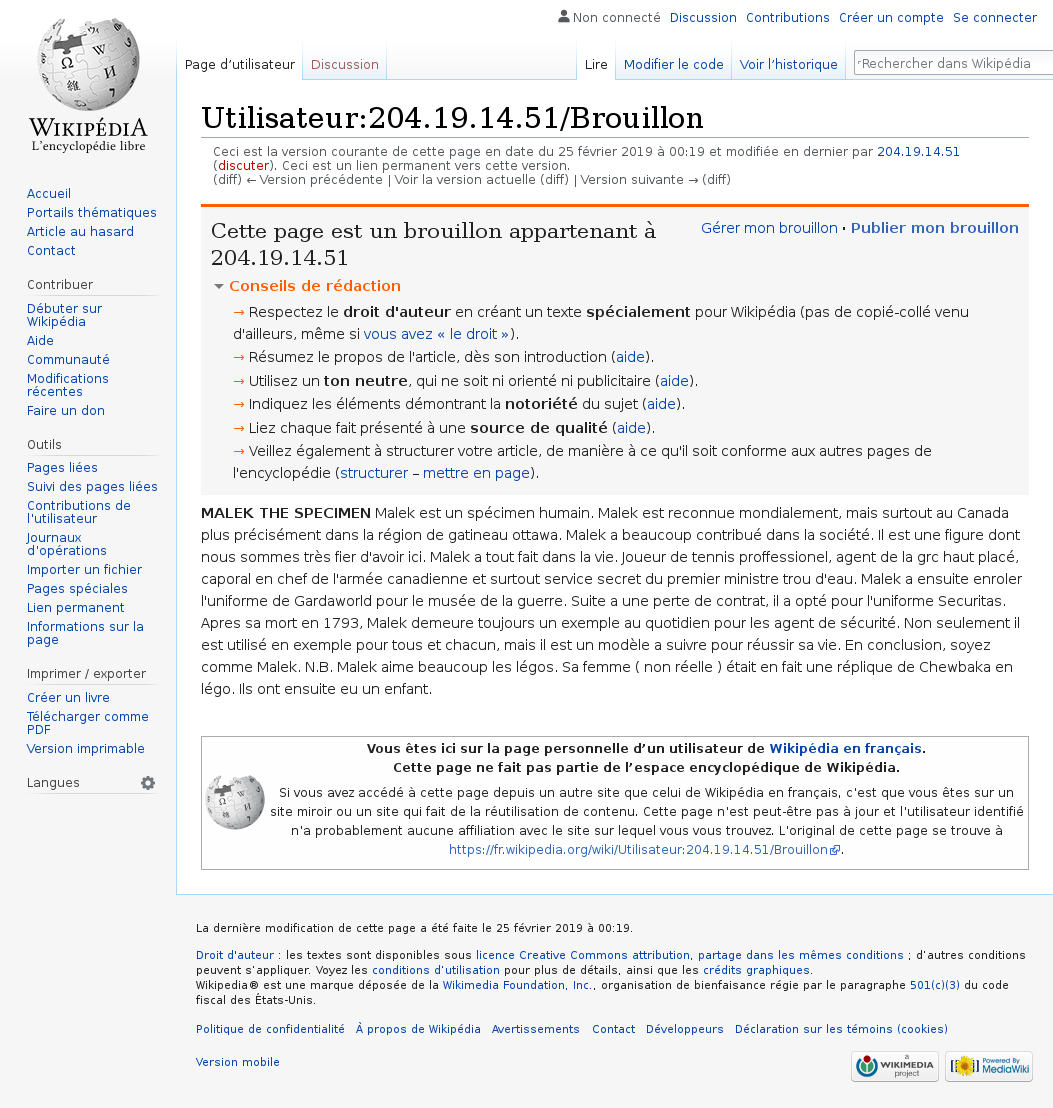 Non connecté Discussion Contributions Créer un compte Se connecter
Page d’utilisateur Discussion Lire Modifier le code Voir l’historique Rechercher dans Wikipédia
WIKIPÉDIA
L'encyclopédie libre
Accueil
Portails thématiques
Article au hasard
Contact
Contribuer
Débuter sur
Wikipédia
Aide
Communauté
Modifications
récentes
Faire un don
Outils
Pages liées
Suivi des pages liées
Contributions de
l'utilisateur
Journaux
d'opérations
Importer un fichier
Pages spéciales
Lien permanent
Informations sur la
page
Imprimer / exporter
Créer un livre
Télécharger comme
PDF
Version imprimable
Langues
Utilisateur:204.19.14.51/Brouillon
Ceci est la version courante de cette page en date du 25 février 2019 à 00:19 et modifiée en dernier par 204.19.14.51
(discuter). Ceci est un lien permanent vers cette version.
(diff) ← Version précédente | Voir la version actuelle (diff) | Version suivante → (diff)
Cette page est un brouillon appartenant à
204.19.14.51
Gérer mon brouillon · Publier mon brouillon
Conseils de rédaction
→ Respectez le droit d'auteur en créant un texte spécialement pour Wikipédia (pas de copié-collé venu
d'ailleurs, même si vous avez « le droit »).
→ Résumez le propos de l'article, dès son introduction (aide).
→ Utilisez un ton neutre, qui ne soit ni orienté ni publicitaire (aide).
→ Indiquez les éléments démontrant la notoriété du sujet (aide).
→ Liez chaque fait présenté à une source de qualité (aide).
→ Veillez également à structurer votre article, de manière à ce qu'il soit conforme aux autres pages de
l'encyclopédie (structurer – mettre en page).
MALEK THE SPECIMEN Malek est un spécimen humain. Malek est reconnue mondialement, mais surtout au Canada
plus précisément dans la région de gatineau ottawa. Malek a beaucoup contribué dans la société. Il est une figure dont
nous sommes très fier d'avoir ici. Malek a tout fait dans la vie. Joueur de tennis proffessionel, agent de la grc haut placé,
caporal en chef de l'armée canadienne et surtout service secret du premier ministre trou d'eau. Malek a ensuite enroler
l'uniforme de Gardaworld pour le musée de la guerre. Suite a une perte de contrat, il a opté pour l'uniforme Securitas.
Apres sa mort en 1793, Malek demeure toujours un exemple au quotidien pour les agent de sécurité. Non seulement il
est utilisé en exemple pour tous et chacun, mais il est un modèle a suivre pour réussir sa vie. En conclusion, soyez
comme Malek. N.B. Malek aime beaucoup les légos. Sa femme ( non réelle ) était en fait une réplique de Chewbaka en
légo. Ils ont ensuite eu un enfant.
Vous êtes ici sur la page personnelle d’un utilisateur de Wikipédia en français.
Cette page ne fait pas partie de l’espace encyclopédique de Wikipédia.
Si vous avez accédé à cette page depuis un autre site que celui de Wikipédia en français, c'est que vous êtes sur un
site miroir ou un site qui fait de la réutilisation de contenu. Cette page n'est peut-être pas à jour et l'utilisateur identifié
n'a probablement aucune affiliation avec le site sur lequel vous vous trouvez. L'original de cette page se trouve à
https://fr.wikipedia.org/wiki/Utilisateur:204.19.14.51/Brouillon.
La dernière modification de cette page a été faite le 25 février 2019 à 00:19.
Droit d'auteur : les textes sont disponibles sous licence Creative Commons attribution, partage dans les mêmes conditions ; d’autres conditions
peuvent s’appliquer. Voyez les conditions d’utilisation pour plus de détails, ainsi que les crédits graphiques.
Wikipedia® est une marque déposée de la Wikimedia Foundation, Inc., organisation de bienfaisance régie par le paragraphe 501(c)(3) du code
fiscal des États-Unis.
Politique de confidentialité À propos de Wikipédia Avertissements Contact Développeurs Déclaration sur les témoins (cookies)
Version mobile
a WIKIMEDIA project
Powered By MediaWiki